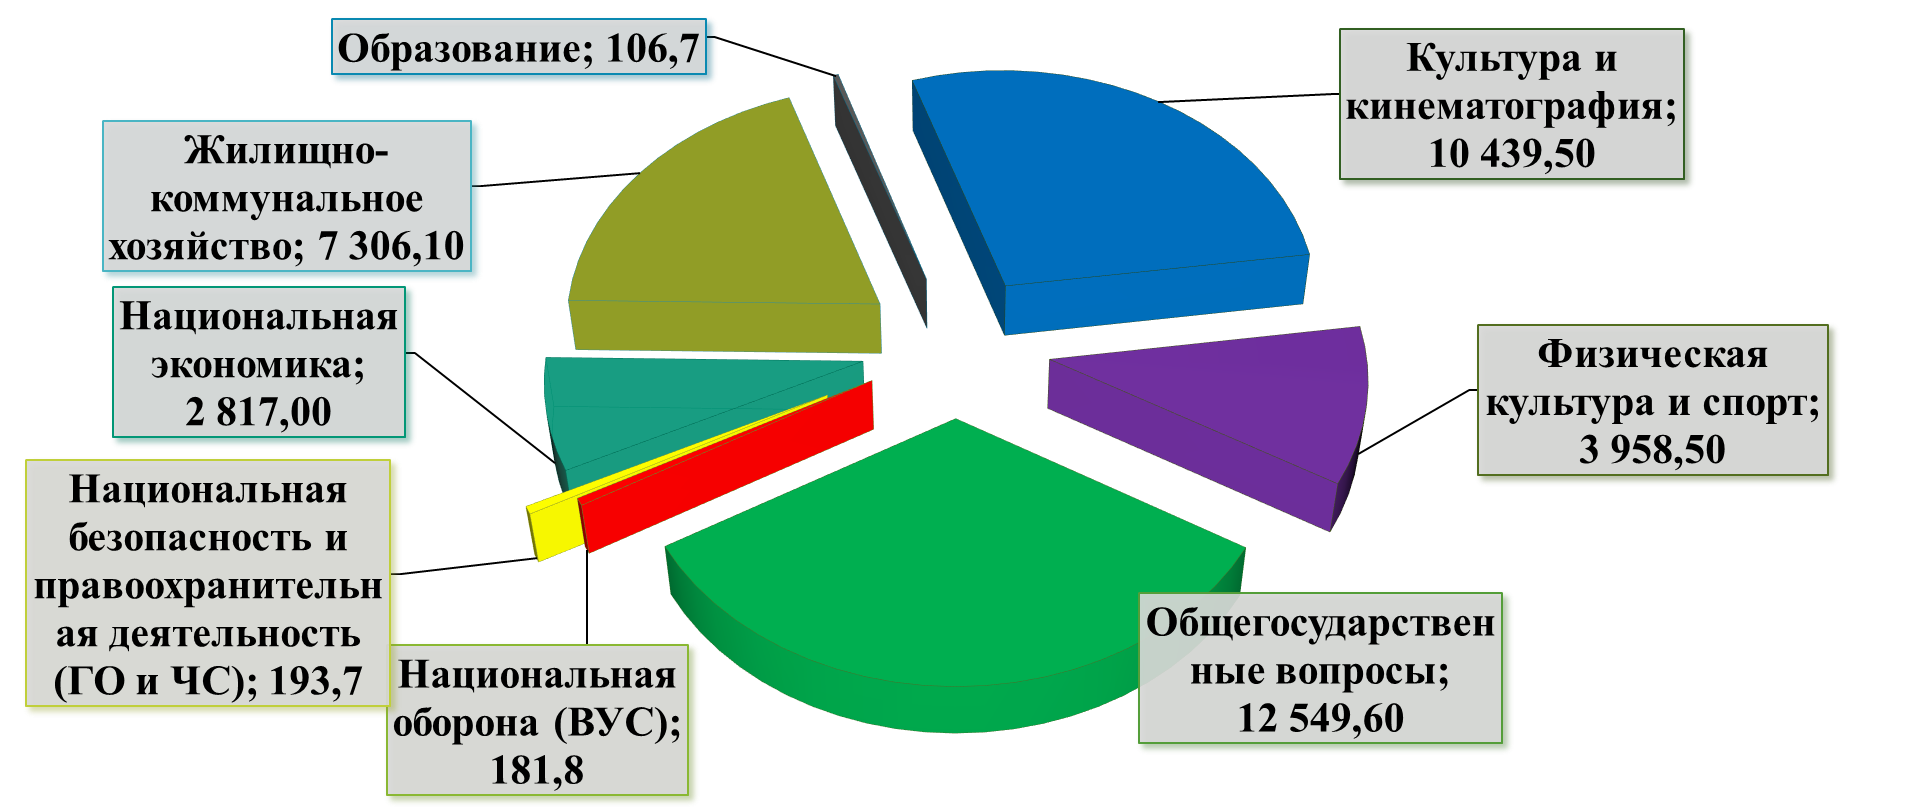 Образование; 106,7
Культура и
кинематография;
10 439,50
Жилищно-
коммунальное
хозяйство; 7 306,10
Национальная
экономика;
2 817,00
Физическая
культура и спорт;
3 958,50
Национальная
безопасность и
правоохранительн
ая деятельность
(ГО и ЧС); 193,7
Национальная
оборона (ВУС);
181,8
Общегосударствен
ные вопросы;
12 549,60